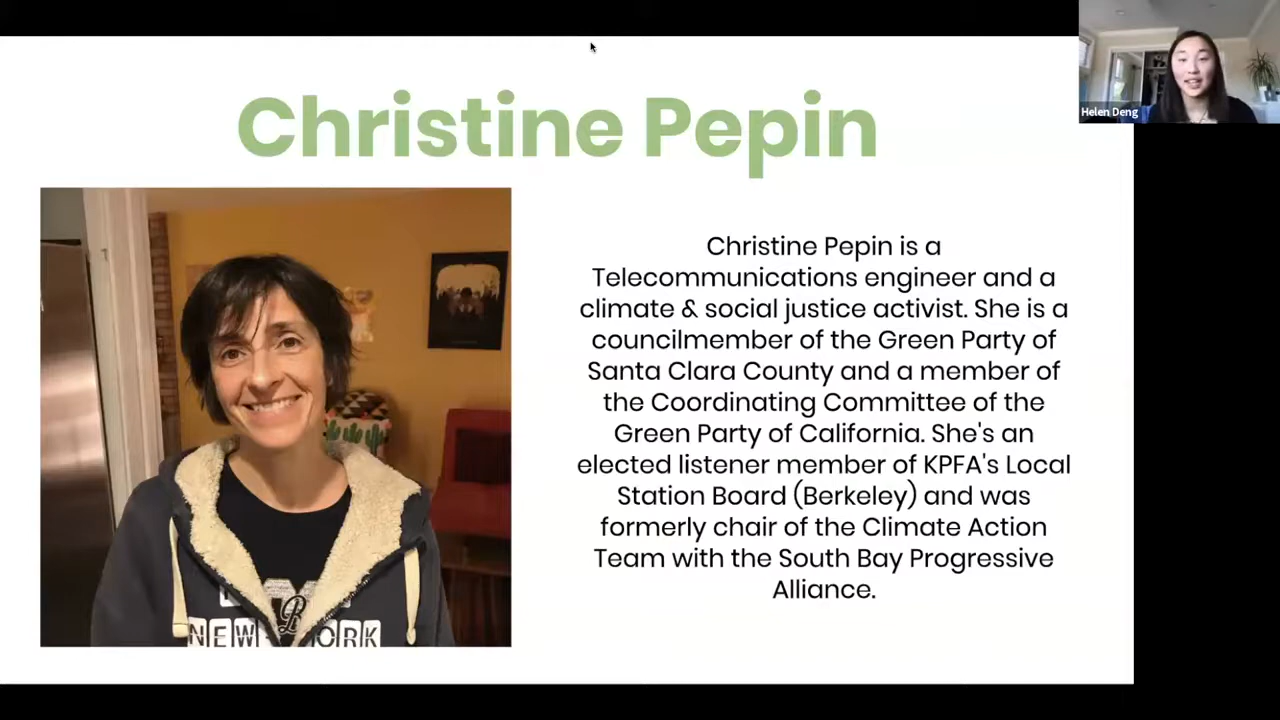 Christine Pepin
Helen Deng
Christine Pepin is a
Telecommunications engineer and a
climate & social justice activist. She is a
councilmember of the Green Party of
Santa Clara County and a member of
the Coordinating Committee of the
Green Party of California. She's an
elected listener member of KPFA's Local
Station Board (Berkeley) and was
formerly chair of the Climate Action
Team with the South Bay Progressive
Alliance.